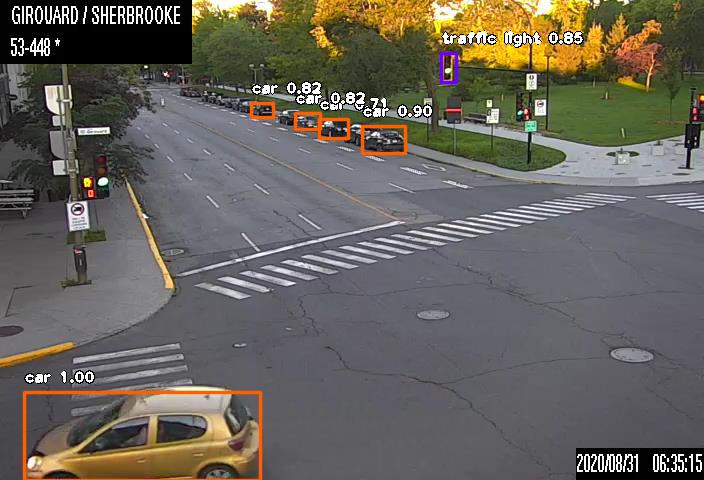 GIROUARD / SHERBROOKE
53-448 *
traffic light 0.85
car 0.82
car 0.82
car 0.71
car 0.90
Girouard
car 1.00
2020/08/31 06:35:15